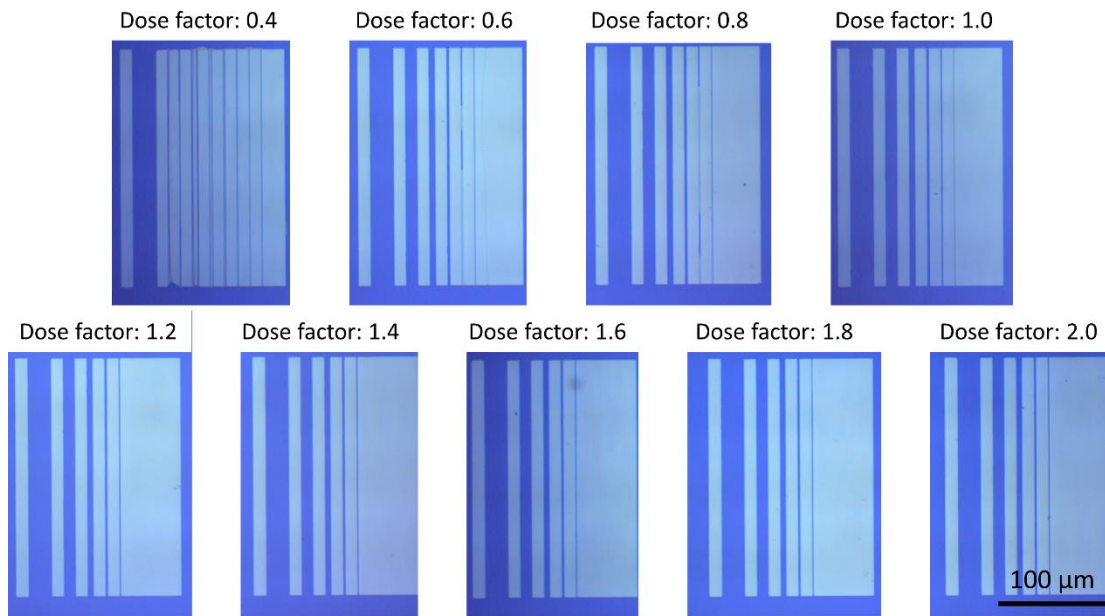 Dose factor: 0.4
Dose factor: 0.6
Dose factor: 0.8
Dose factor: 1.0
Dose factor: 1.2
Dose factor: 1.4
Dose factor: 1.6
Dose factor: 1.8
Dose factor: 2.0
100 µm